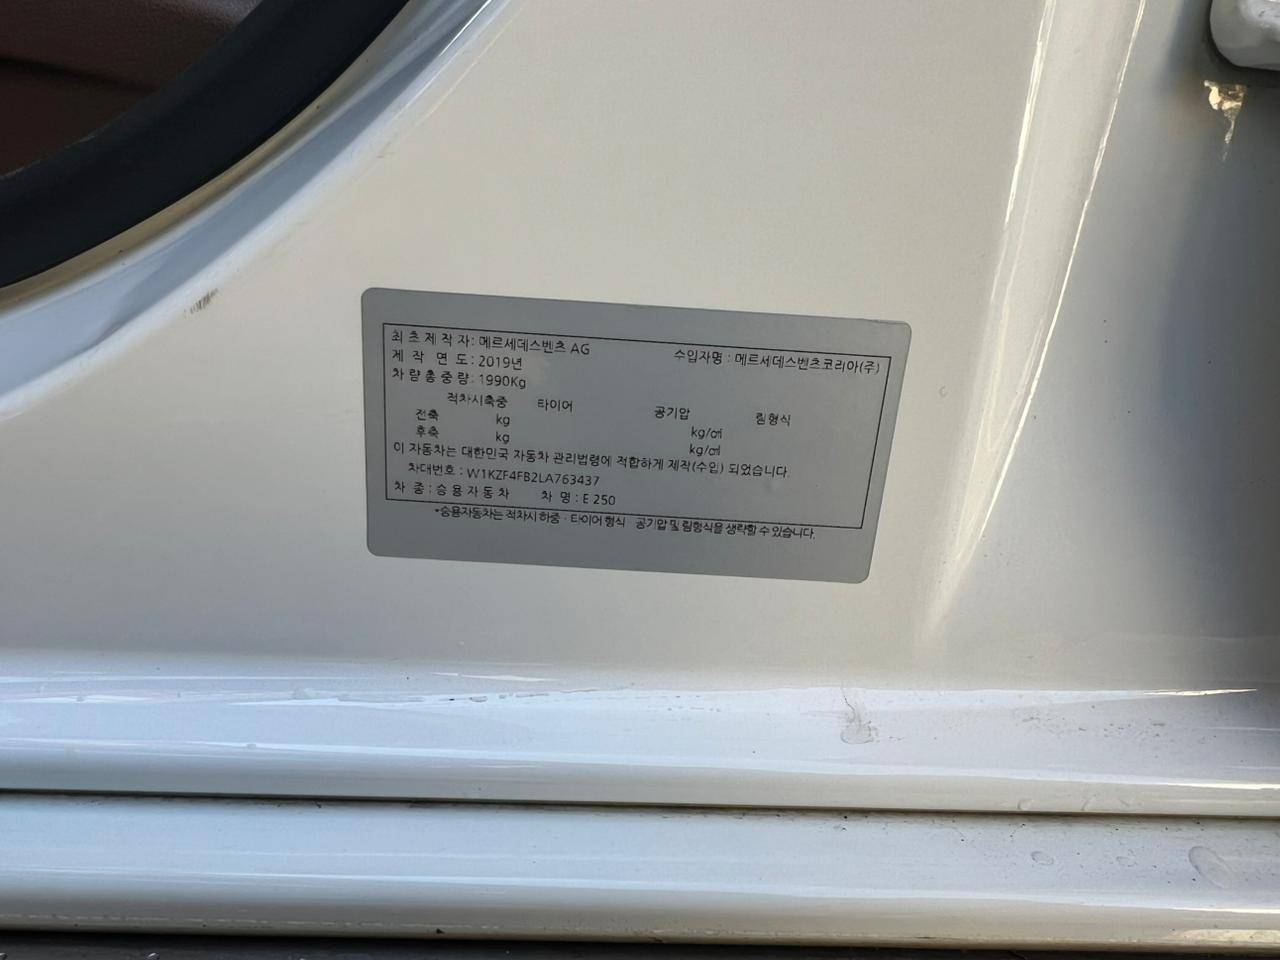 최 초 제 작 자 : 메르세데스벤츠 AG 수입자명 : 메르세데스벤츠코리아(주)
제 작 연 도 : 2019년
차 량 총 중 량 : 1990Kg
적차시축중 타이어 공기압 림형식
전축 kg kg/㎠
후축 kg kg/㎠
이 자동차는 대한민국 자동차 관리법령에 적합하게 제작(수입) 되었습니다.
차대번호 : W1KZF4FB2LA763437
차 종 : 승 용 자 동 차 차 명 : E 250
*승용자동차는 적차시 하중 · 타이어 형식 공기압 및 림형식을 생략할 수 있습니다.